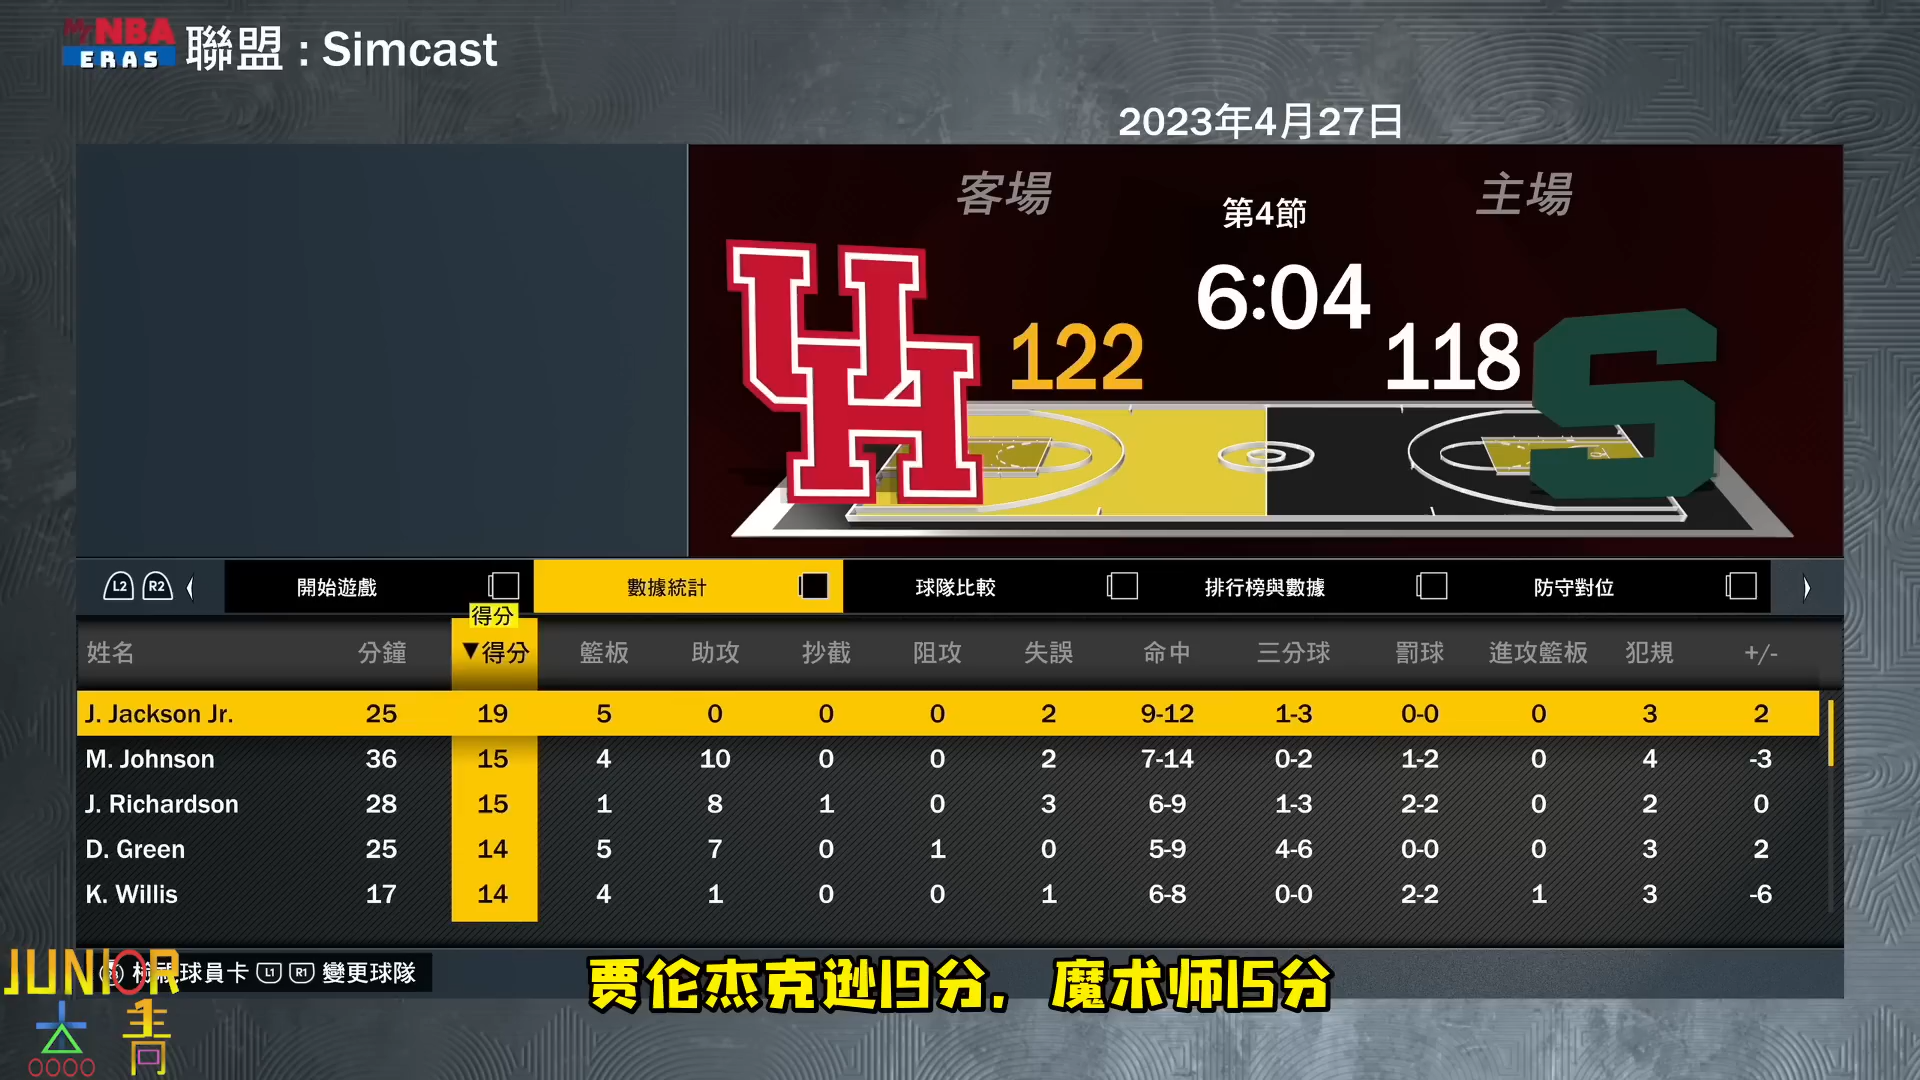 MyNBA ERAS 聯盟 : Simcast
2023年4月27日
客場
第4節
主場
6:04
122
118
L2 R2 開始遊戲 數據統計 球隊比較 排行榜與數據 防守對位
得分
姓名 分鐘 ▼得分 籃板 助攻 抄截 阻攻 失誤 命中 三分球 罰球 進攻籃板 犯規 +/-
J. Jackson Jr. 25 19 5 0 0 0 2 9-12 1-3 0-0 0 3 2
M. Johnson 36 15 4 10 0 0 2 7-14 0-2 1-2 0 4 -3
J. Richardson 28 15 1 8 1 0 3 6-9 1-3 2-2 0 2 0
D. Green 25 14 5 7 0 1 0 5-9 4-6 0-0 0 3 2
K. Willis 17 14 4 1 0 0 1 6-8 0-0 2-2 1 3 -6
JUNIOR
球員卡 L1 R1 變更球隊
贾伦杰克逊19分, 魔术师15分